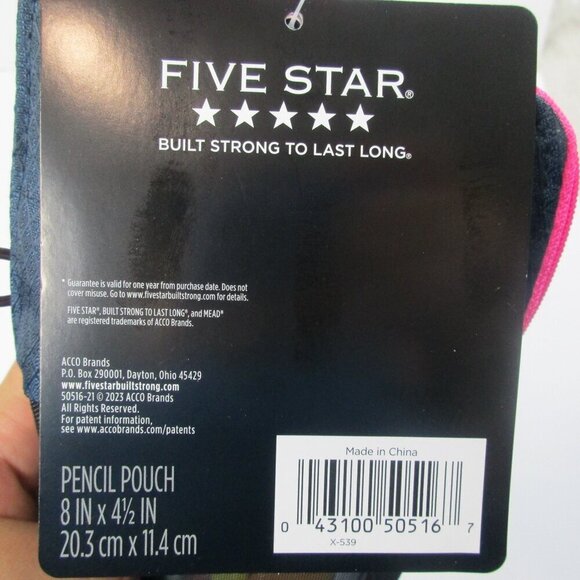 FIVE STAR®
★★★★★
BUILT STRONG TO LAST LONG®
* Guarantee is valid for one year from purchase date. Does not
cover misuse. Go to www.fivestarbuiltstrong.com for details.
FIVE STAR®, BUILT STRONG TO LAST LONG®, and MEAD®
are registered trademarks of ACCO Brands.
ACCO Brands
P.O. Box 290001, Dayton, Ohio 45429
www.fivestarbuiltstrong.com
50516-21 © 2023 ACCO Brands
All Rights Reserved.
For patent information,
see www.accobrands.com/patents
PENCIL POUCH
8 IN x 4½ IN
20.3 cm x 11.4 cm
Made in China
0 43100 50516 7
X-539